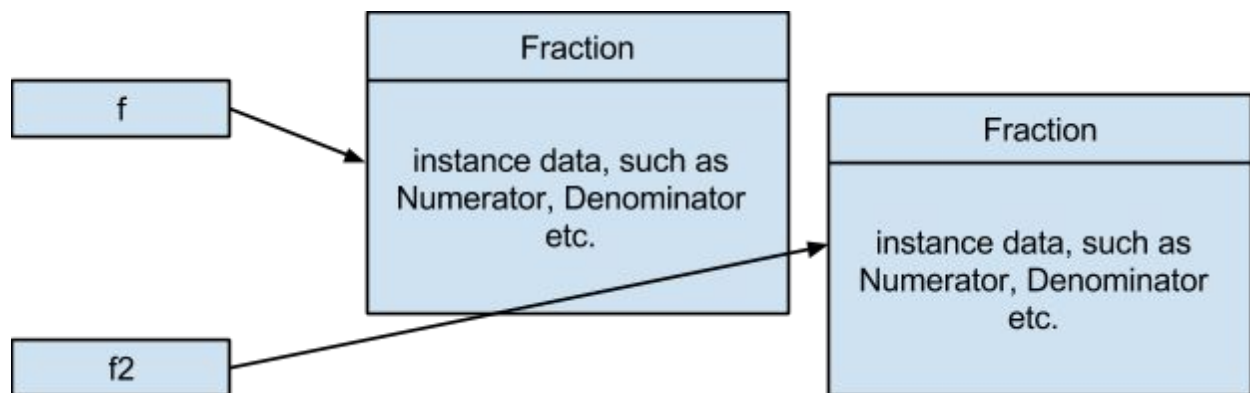 f
Fraction
instance data, such as
Numerator, Denominator
etc.
f2
Fraction
instance data, such as
Numerator, Denominator
etc.